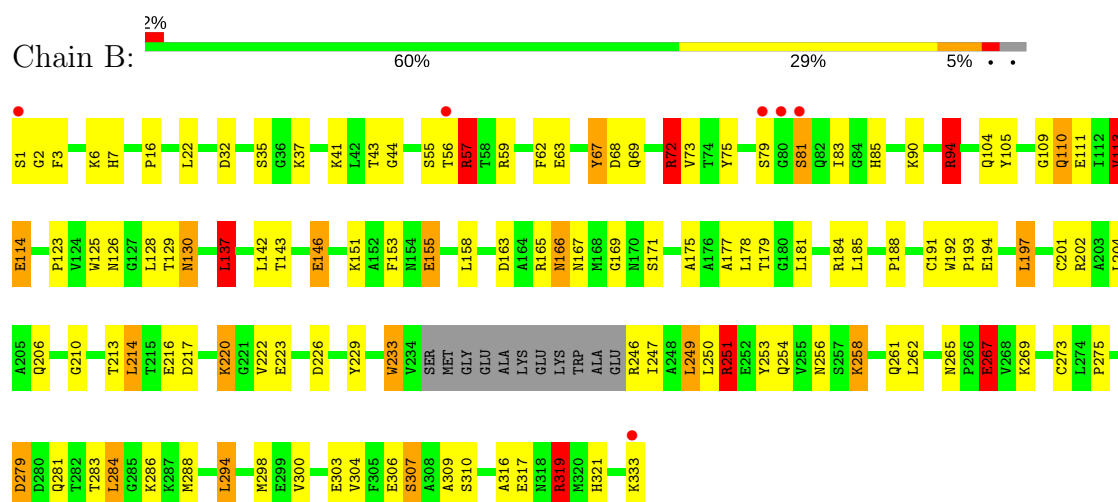 2%
Chain B:
60% 29% 5% • •
S1 G2 F3 K6 H7 P16 L22 D32 S35 G36 K37 K41 L42 T43 G44 S55 T56 R57 T58 R59 F62 E63 Y67 D68 Q69 R72 V73 T74 Y75 S79 G80 S81 Q82 I83 G84 H85 K90 R94 Q104 Y105 G109 Q110 E111 I112
E114 P123 V124 W125 N126 G127 L128 T129 N130 L137 L142 T143 E146 K151 A152 F153 N154 E155 L158 D163 A164 R165 N166 N167 M168 G169 N170 S171 A175 A176 A177 L178 T179 G180 L181 R184 L185 P188 C191 W192 P193 E194 L197 C201 R202 A203
A205 Q206 G210 T213 L214 T215 E216 D217 K220 G221 V222 E223 D226 Y229 W233 V234 SER MET GLY GLU ALA LYS GLU LYS TRP ALA GLU R246 I247 A248 L249 L250 R251 E252 Y253 Q254 V255 N256 S257 K258 Q261 L262 N265 P266 E267 V268 K269 C273 L274 P275
D279 D280 Q281 T282 T283 L284 G285 K286 K287 M288 L294 M298 E299 V300 E303 V304 F305 E306 S307 A308 A309 S310 A316 E317 N318 R319 M320 H321 K333